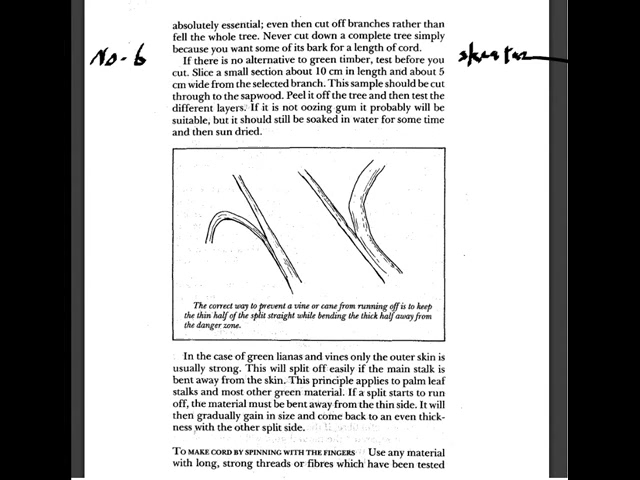 absolutely essential; even then cut off branches rather than
fell the whole tree. Never cut down a complete tree simply
because you want some of its bark for a length of cord.
No-6
If there is no alternative to green timber, test before you
cut. Slice a small section about 10 cm in length and about 5
cm wide from the selected branch. This sample should be cut
through to the sapwood. Peel it off the tree and then test the
different layers. If it is not oozing gum it probably will be
suitable, but it should still be soaked in water for some time
and then sun dried.
The correct way to prevent a vine or cane from running off is to keep
the thin half of the split straight while bending the thick half away from
the danger zone.
In the case of green lianas and vines only the outer skin is
usually strong. This will split off easily if the main stalk is
bent away from the skin. This principle applies to palm leaf
stalks and most other green material. If a split starts to run
off, the material must be bent away from the thin side. It will
then gradually gain in size and come back to an even thick-
ness with the other split side.
TO MAKE CORD BY SPINNING WITH THE FINGERS Use any material
with long, strong threads or fibres which have been tested